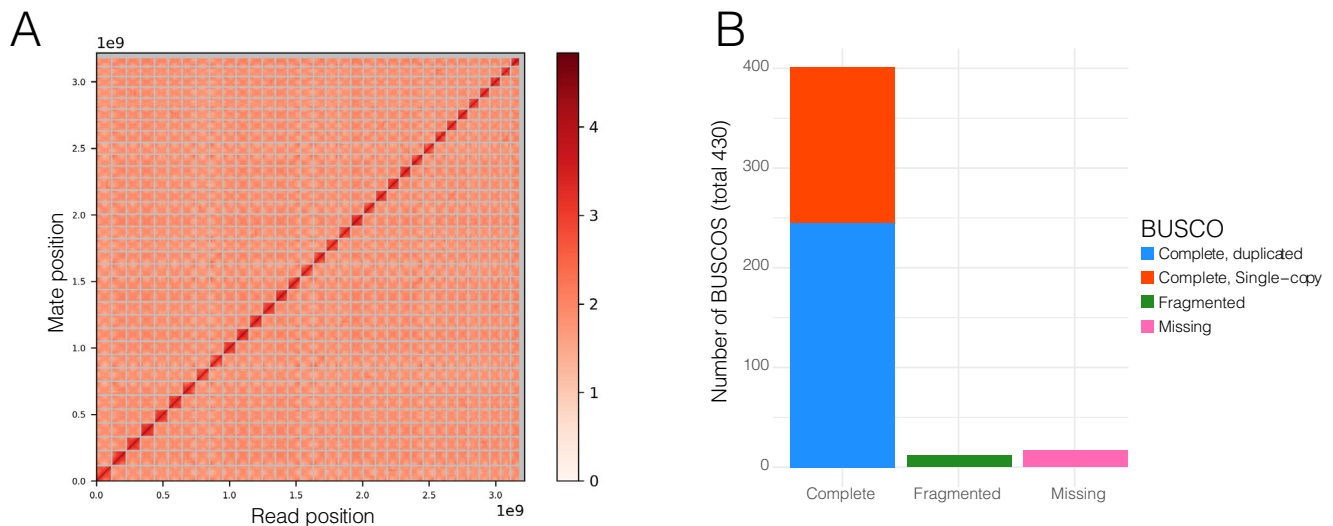 A
1e9
3.0
2.5
2.0
1.5
1.0
0.5
0.0
Mate position
0.0 0.5 1.0 1.5 2.0 2.5 3.0
Read position
1e9
4
3
2
1
0
B
400
300
200
100
0
Number of BUSCOS (total 430)
Complete Fragmented Missing
BUSCO
Complete, duplicated
Complete, Single-copy
Fragmented
Missing